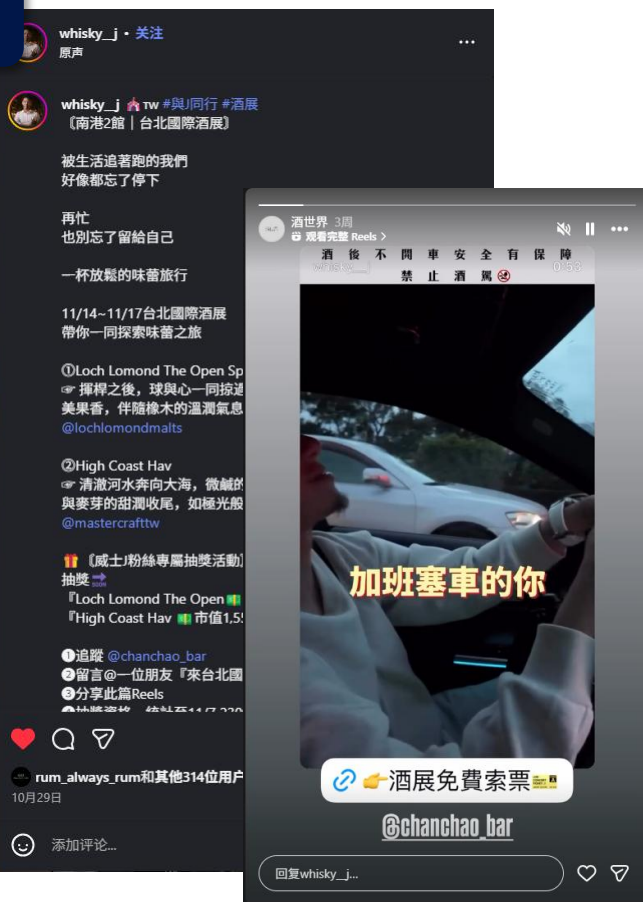 whisky__j • 关注
原声
whisky__j 🎪 TW #與J同行 #酒展
〖南港2館｜台北國際酒展〗
被生活追著跑的我們
好像都忘了停下
再忙
也別忘了留給自己
一杯放鬆的味蕾旅行
11/14~11/17台北國際酒展
帶你一同探索味蕾之旅
①Loch Lomond The Open Sp
☞ 揮桿之後，球與心一同掠過
美果香，伴隨橡木的溫潤氣息
@lochlomondmalts
②High Coast Hav
☞ 清澈河水奔向大海，微鹹的
與麥芽的甜潤收尾，如極光般
@mastercrafttw
🎁〖威士J粉絲專屬抽獎活動〗
抽獎🔜
『Loch Lomond The Open 💵
『High Coast Hav 💵 市值1,5
❶追蹤 @chanchao_bar
❷留言@一位朋友『來台北國
❸分享此篇Reels
rum_always_rum和其他314位用户
10月29日
添加评论...
酒世界 3周
观看完整 Reels >
酒後不開車安全有保障
禁止酒駕
whisky__j
0:53
加班塞車的你
🔗 👉酒展免費索票🎫
@chanchao_bar
回复whisky__j...